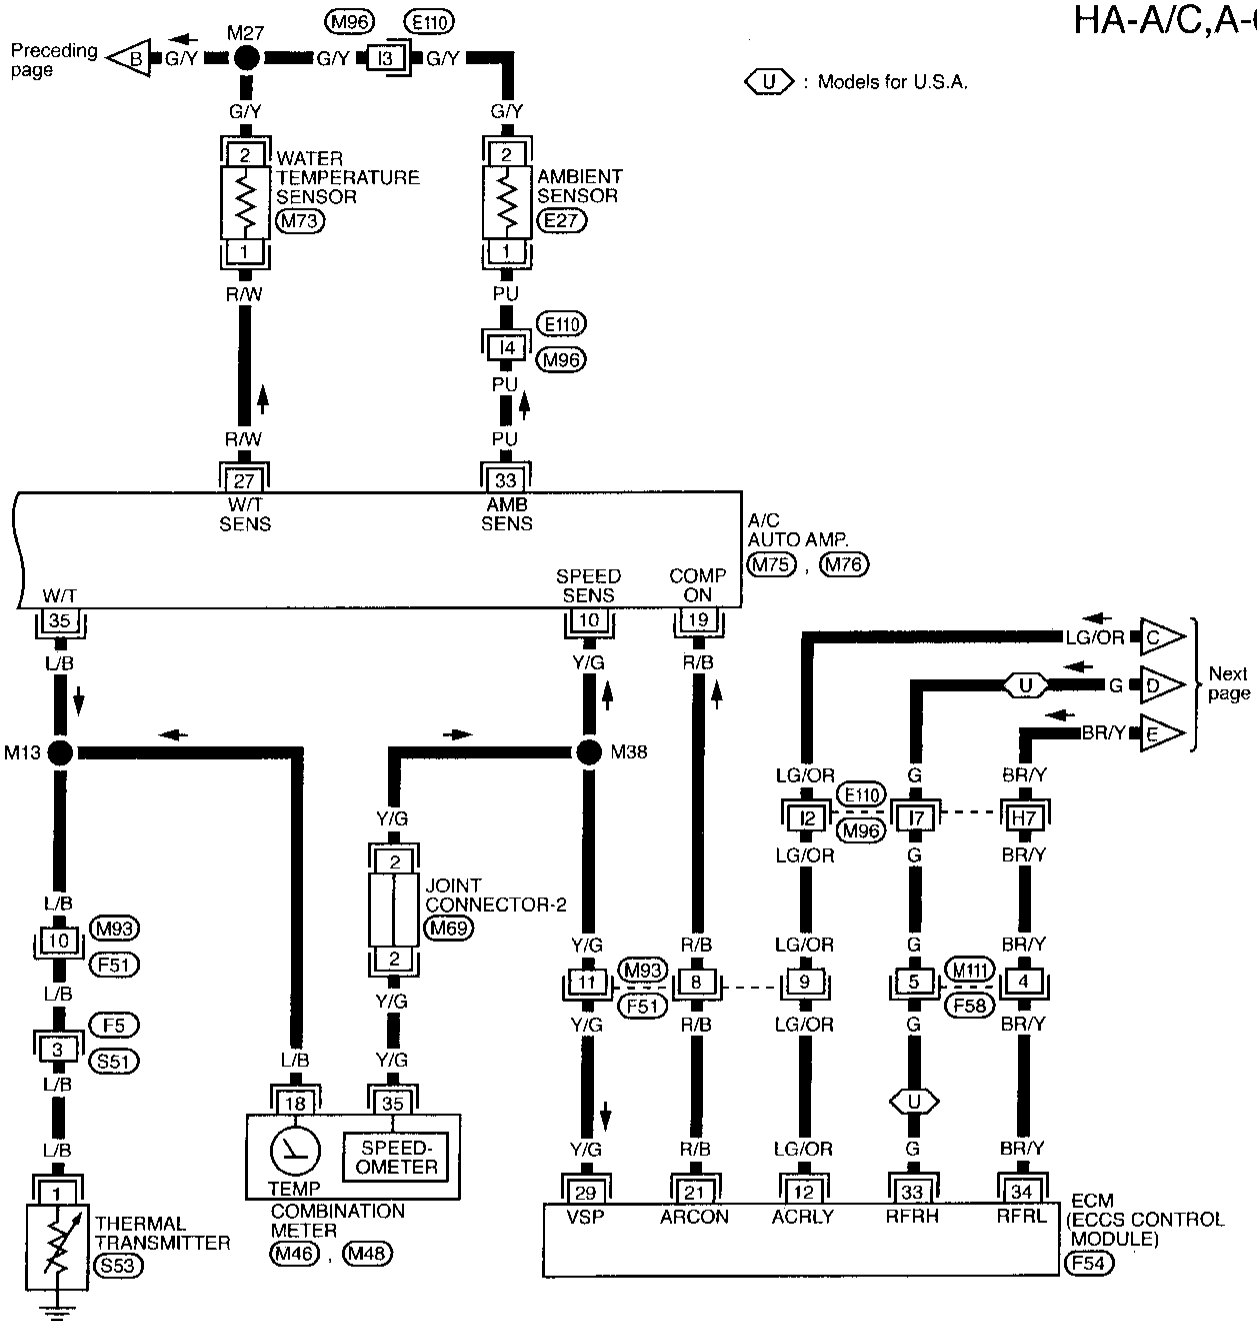 HA-A/C,A-
M96
E110
M27
Preceding
page
B
G/Y
G/Y
I3
G/Y
U : Models for U.S.A.
G/Y
G/Y
2
WATER
TEMPERATURE
SENSOR
M73
1
2
AMBIENT
SENSOR
E27
1
R/W
PU
E110
I4
M96
PU
R/W
PU
27
33
W/T
SENS
AMB
SENS
A/C
AUTO AMP.
M75 , M76
W/T
SPEED
SENS
COMP
ON
35
10
19
L/B
Y/G
R/B
LG/OR
C
G
U
D
BR/Y
E
Next
page
M13
M38
LG/OR
G
BR/Y
E110
I2
I7
H7
M96
LG/OR
G
BR/Y
Y/G
2
JOINT
CONNECTOR-2
M69
2
Y/G
L/B
M93
10
F51
L/B
F5
3
S51
L/B
Y/G
R/B
LG/OR
G
BR/Y
M93
M111
11
8
9
5
4
F51
F58
Y/G
R/B
LG/OR
G
BR/Y
L/B
Y/G
18
35
SPEED-
OMETER
TEMP
COMBINATION
METER
M46 , M48
L/B
1
THERMAL
TRANSMITTER
S53
U
Y/G
R/B
LG/OR
G
BR/Y
29
21
12
33
34
VSP
ARCON
ACRLY
RFRH
RFRL
ECM
(ECCS CONTROL
MODULE)
F54